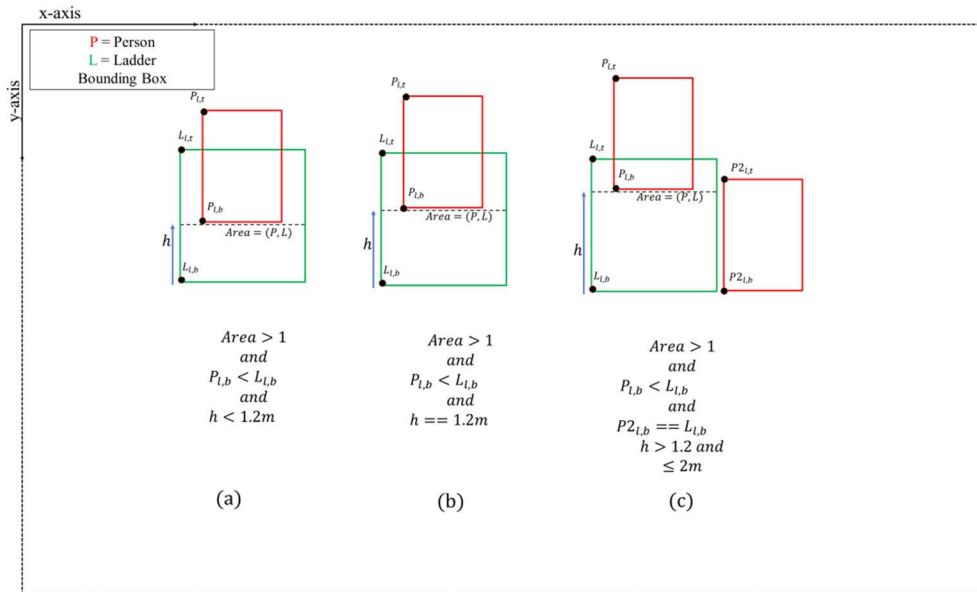 x-axis
y-axis
P = Person
L = Ladder
Bounding Box
P_{l,t}
L_{l,t}
P_{l,b}
Area = (P, L)
h
L_{l,b}
Area > 1
and
P_{l,b} < L_{l,b}
and
h < 1.2m
(a)
P_{l,t}
L_{l,t}
P_{l,b}
Area = (P, L)
h
L_{l,b}
Area > 1
and
P_{l,b} < L_{l,b}
and
h == 1.2m
(b)
P_{l,t}
L_{l,t}
P_{l,b}
P2_{l,t}
Area = (P, L)
h
L_{l,b}
P2_{l,b}
Area > 1
and
P_{l,b} < L_{l,b}
and
P2_{l,b} == L_{l,b}
h > 1.2 and
≤ 2m
(c)